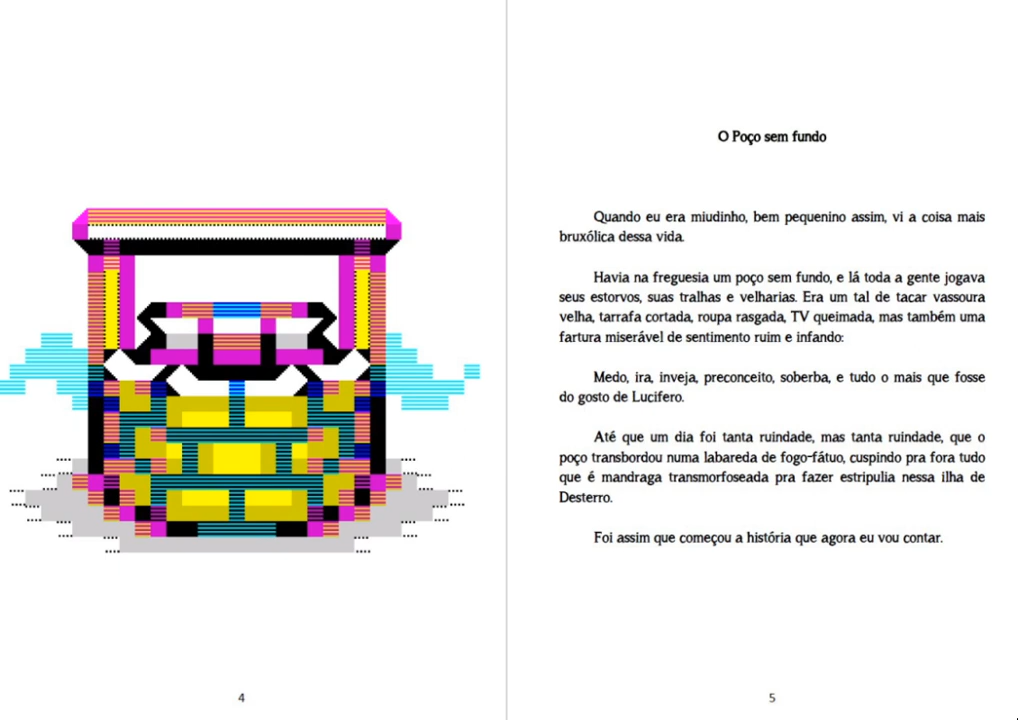 O Poço sem fundo
Quando eu era miudinho, bem pequenino assim, vi a coisa mais
bruxólica dessa vida.
Havia na freguesia um poço sem fundo, e lá toda a gente jogava
seus estorvos, suas tralhas e velharias. Era um tal de tacar vassoura
velha, tarrafa cortada, roupa rasgada, TV queimada, mas também uma
fartura miserável de sentimento ruim e infando:
Medo, ira, inveja, preconceito, soberba, e tudo o mais que fosse
do gosto de Lucifero.
Até que um dia foi tanta ruindade, mas tanta ruindade, que o
poço transbordou numa labareda de fogo-fátuo, cuspindo pra fora tudo
que é mandraga transmorfoseada pra fazer estripulia nessa ilha de
Desterro.
Foi assim que começou a história que agora eu vou contar.
4
5